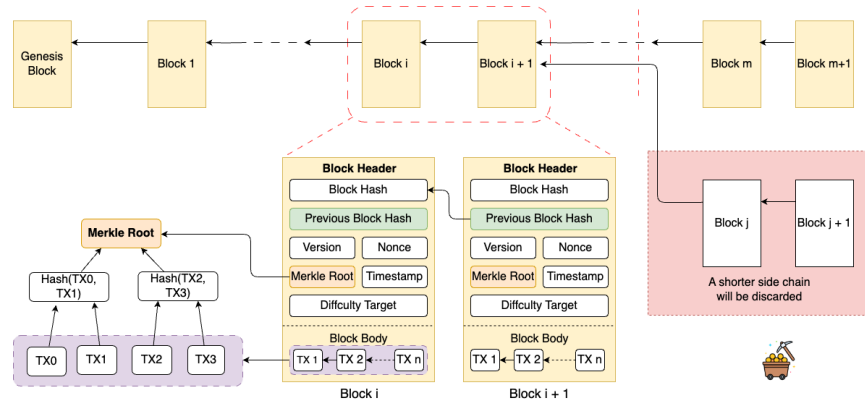 Genesis
Block
Block 1
Block i
Block i + 1
Block m
Block m+1
Block Header
Block Hash
Previous Block Hash
Version
Nonce
Merkle Root
Timestamp
Diffculty Target
Block Body
TX 1
TX 2
TX n
Block i
Block Header
Block Hash
Previous Block Hash
Version
Nonce
Merkle Root
Timestamp
Diffculty Target
Block Body
TX 1
TX 2
TX n
Block i + 1
Block j
Block j + 1
A shorter side chain
will be discarded
Merkle Root
Hash(TX0,
TX1)
Hash(TX2,
TX3)
TX0
TX1
TX2
TX3